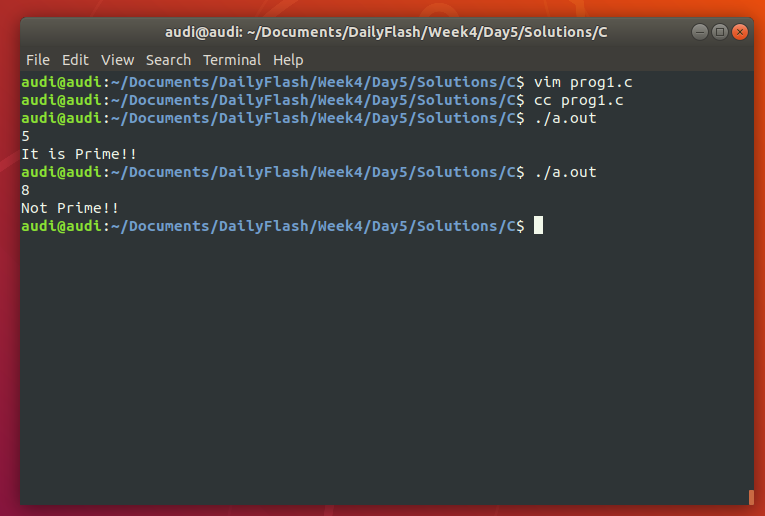 audi@audi: ~/Documents/DailyFlash/Week4/Day5/Solutions/C
File Edit View Search Terminal Help
audi@audi:~/Documents/DailyFlash/Week4/Day5/Solutions/C$ vim prog1.c
audi@audi:~/Documents/DailyFlash/Week4/Day5/Solutions/C$ cc prog1.c
audi@audi:~/Documents/DailyFlash/Week4/Day5/Solutions/C$ ./a.out
5
It is Prime!!
audi@audi:~/Documents/DailyFlash/Week4/Day5/Solutions/C$ ./a.out
8
Not Prime!!
audi@audi:~/Documents/DailyFlash/Week4/Day5/Solutions/C$